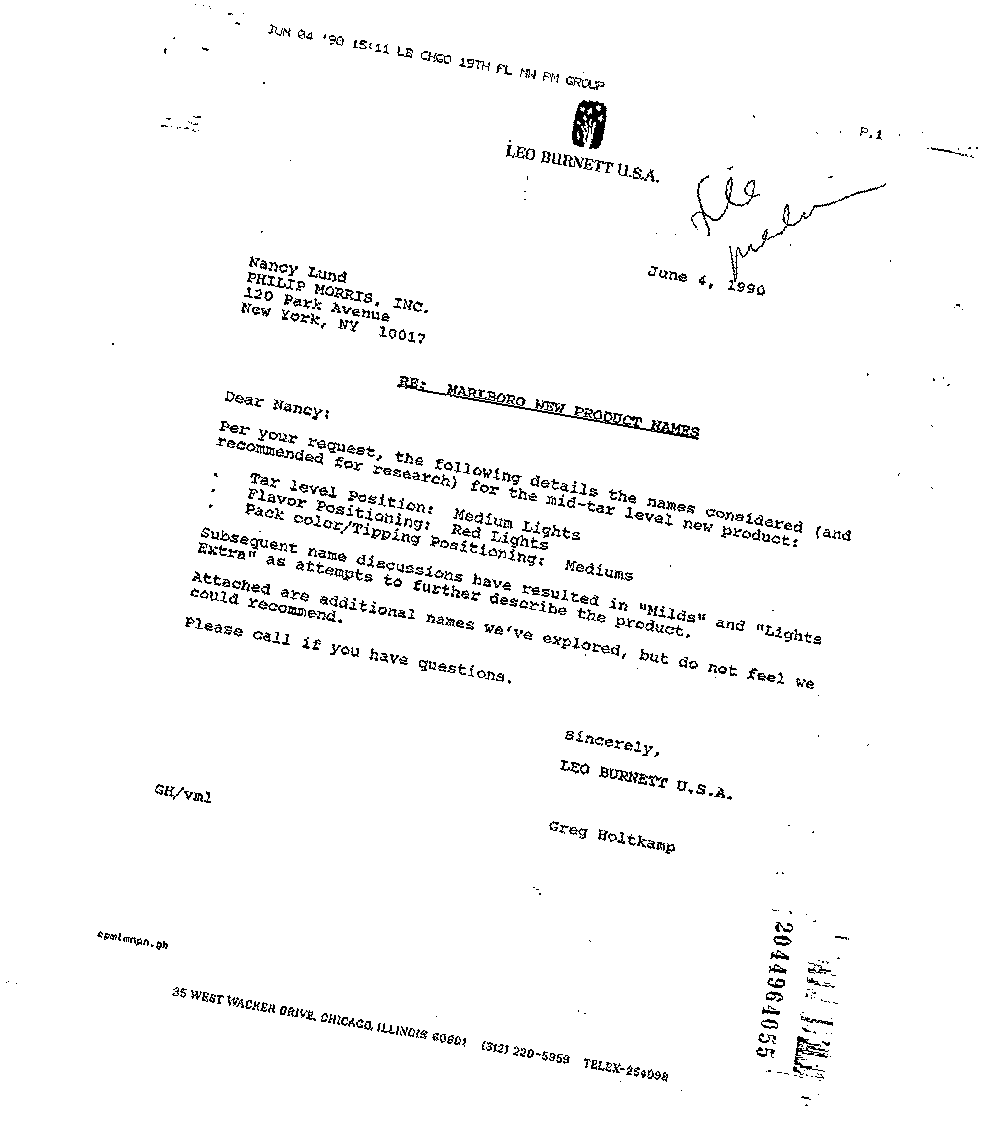 JUN 04 '90 15:11 LB CHGO 19TH FL NW PM GROUP
P.1
LEO BURNETT U.S.A.
File
June 4, 1990
Nancy Lund
PHILIP MORRIS, INC.
120 Park Avenue
New York, NY 10017
RE: MARLBORO NEW PRODUCT NAMES
Dear Nancy:
Per your request, the following details the names considered (and
recommended for research) for the mid-tar level new product:
. Tar level Position: Medium Lights
. Flavor Positioning: Red Lights
. Pack color/Tipping Positioning: Mediums
Subsequent name discussions have resulted in "Milds" and "Lights
Extra" as attempts to further describe the product.
Attached are additional names we've explored, but do not feel we
could recommend.
Please call if you have questions.
Sincerely,
LEO BURNETT U.S.A.
GH/vml
Greg Holtkamp
2044964055
35 WEST WACKER DRIVE, CHICAGO, ILLINOIS 60601 (312) 220-5959 TELEX-254098